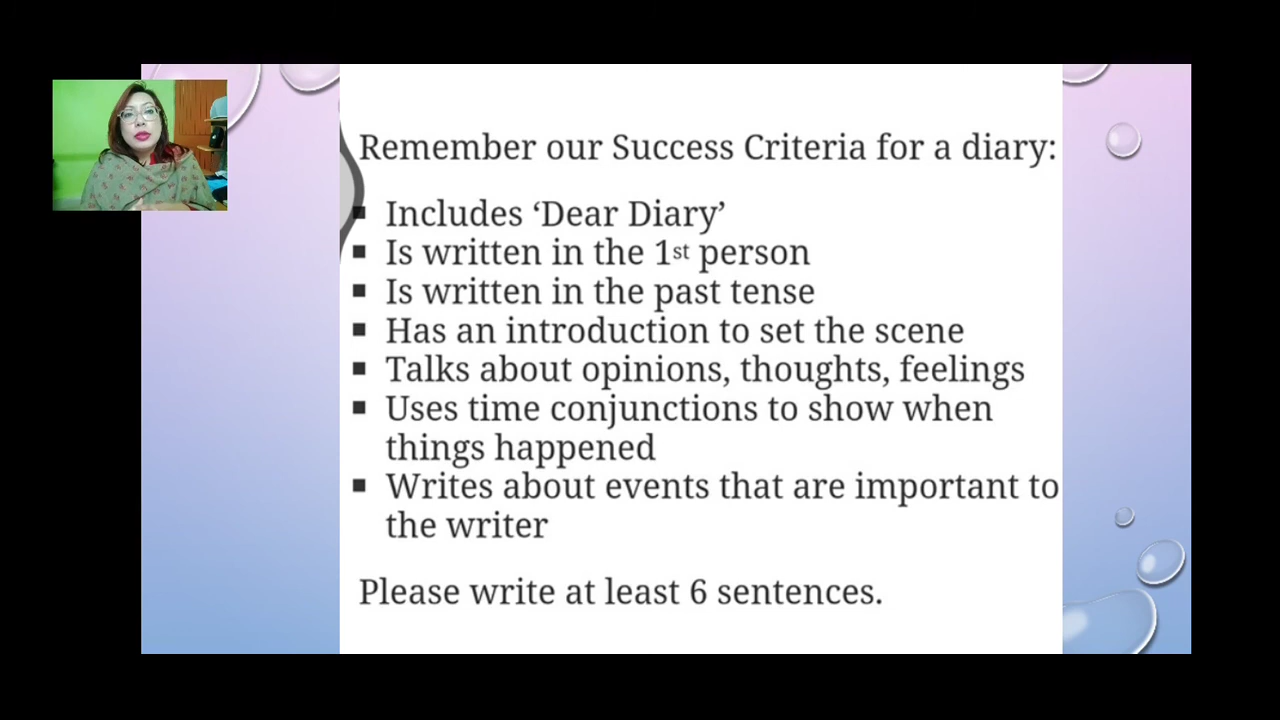 Remember our Success Criteria for a diary:
▪ Includes ‘Dear Diary’
▪ Is written in the 1st person
▪ Is written in the past tense
▪ Has an introduction to set the scene
▪ Talks about opinions, thoughts, feelings
▪ Uses time conjunctions to show when
things happened
▪ Writes about events that are important to
the writer
Please write at least 6 sentences.